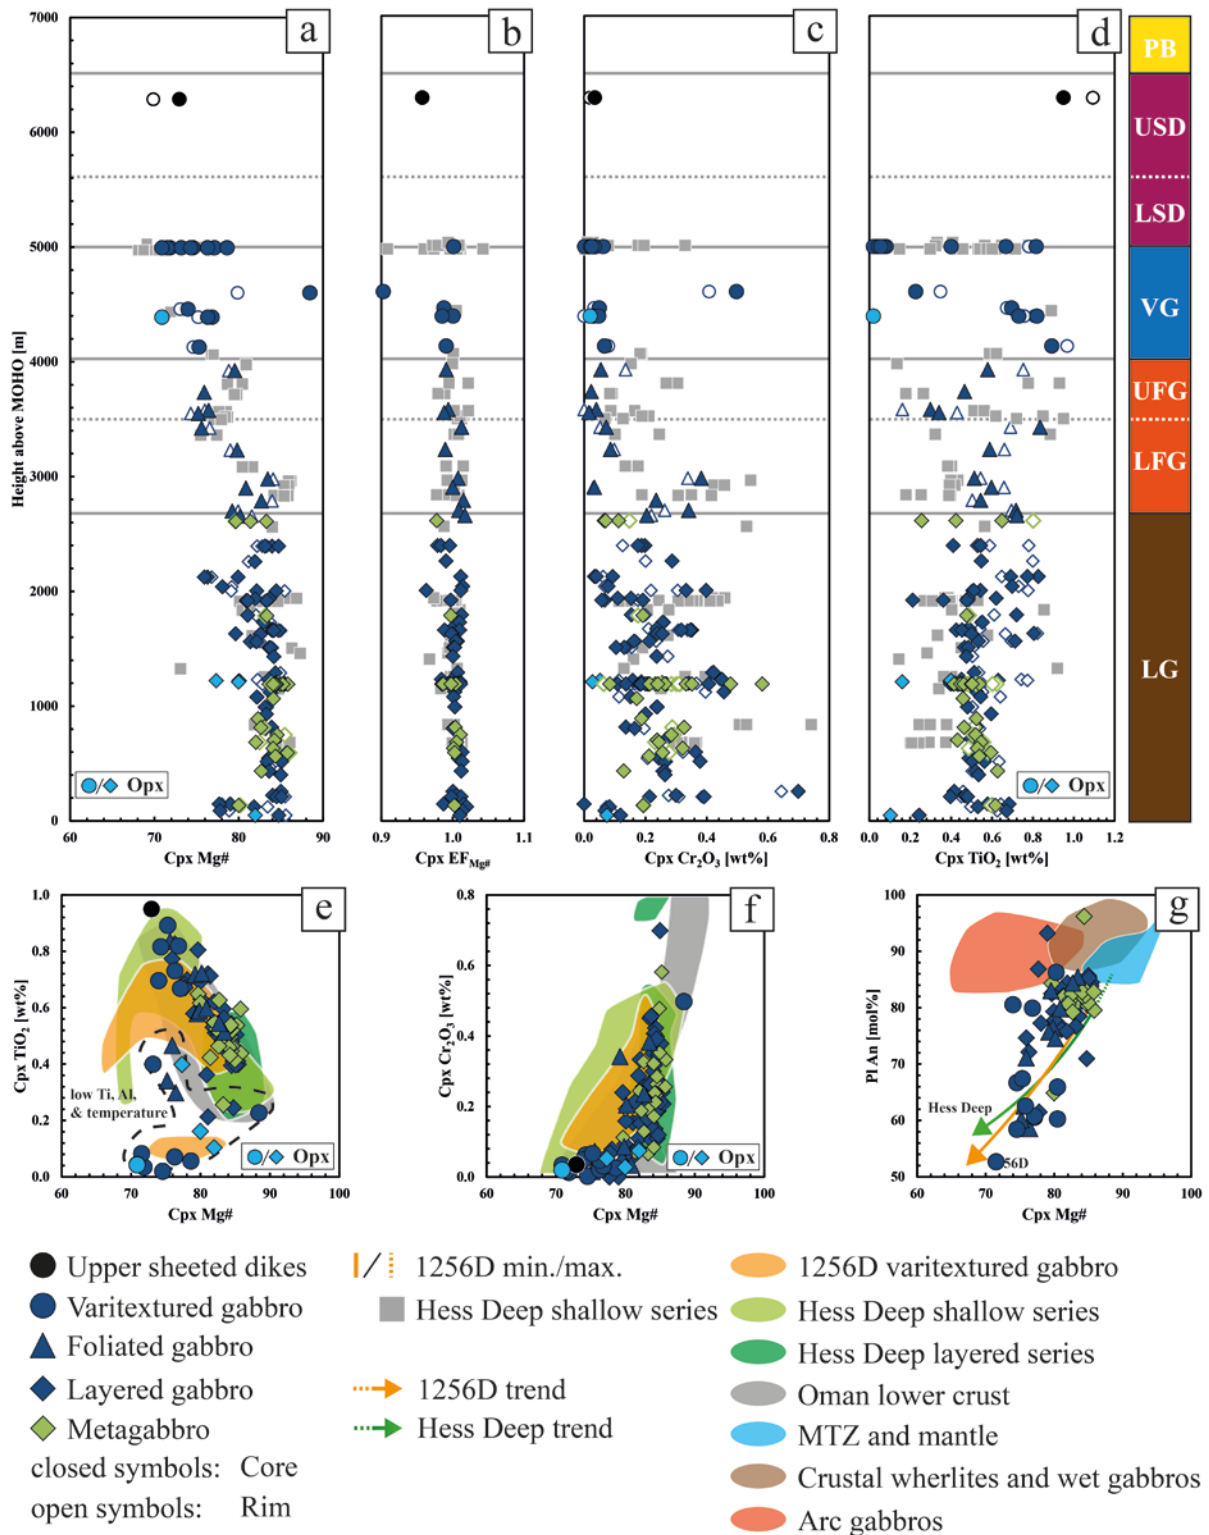 a
b
c
d
7000
6000
5000
4000
3000
2000
1000
0
Height above MOHO [m]
PB
USD
LSD
VG
UFG
LFG
LG
Opx
Opx
60 70 80 90
0.9 1.0 1.1
0 0.2 0.4 0.6 0.8
0 0.2 0.4 0.6 0.8 1.0 1.2
Cpx Mg#
Cpx EF_Mg#
Cpx Cr₂O₃ [wt%]
Cpx TiO₂ [wt%]
e
1.0
0.8
0.6
0.4
0.2
0.0
Cpx TiO₂ [wt%]
low Ti, Al,
& temperature
Opx
60 70 80 90 100
Cpx Mg#
f
0.8
0.6
0.4
0.2
0.0
Cpx Cr₂O₃ [wt%]
Opx
60 70 80 90 100
Cpx Mg#
g
100
90
80
70
60
50
Pl An [mol%]
Hess Deep
56D
60 70 80 90 100
Cpx Mg#
Upper sheeted dikes
Varitextured gabbro
Foliated gabbro
Layered gabbro
Metagabbro
closed symbols: Core
open symbols: Rim
1256D min./max.
Hess Deep shallow series
1256D trend
Hess Deep trend
1256D varitextured gabbro
Hess Deep shallow series
Hess Deep layered series
Oman lower crust
MTZ and mantle
Crustal wherlites and wet gabbros
Arc gabbros